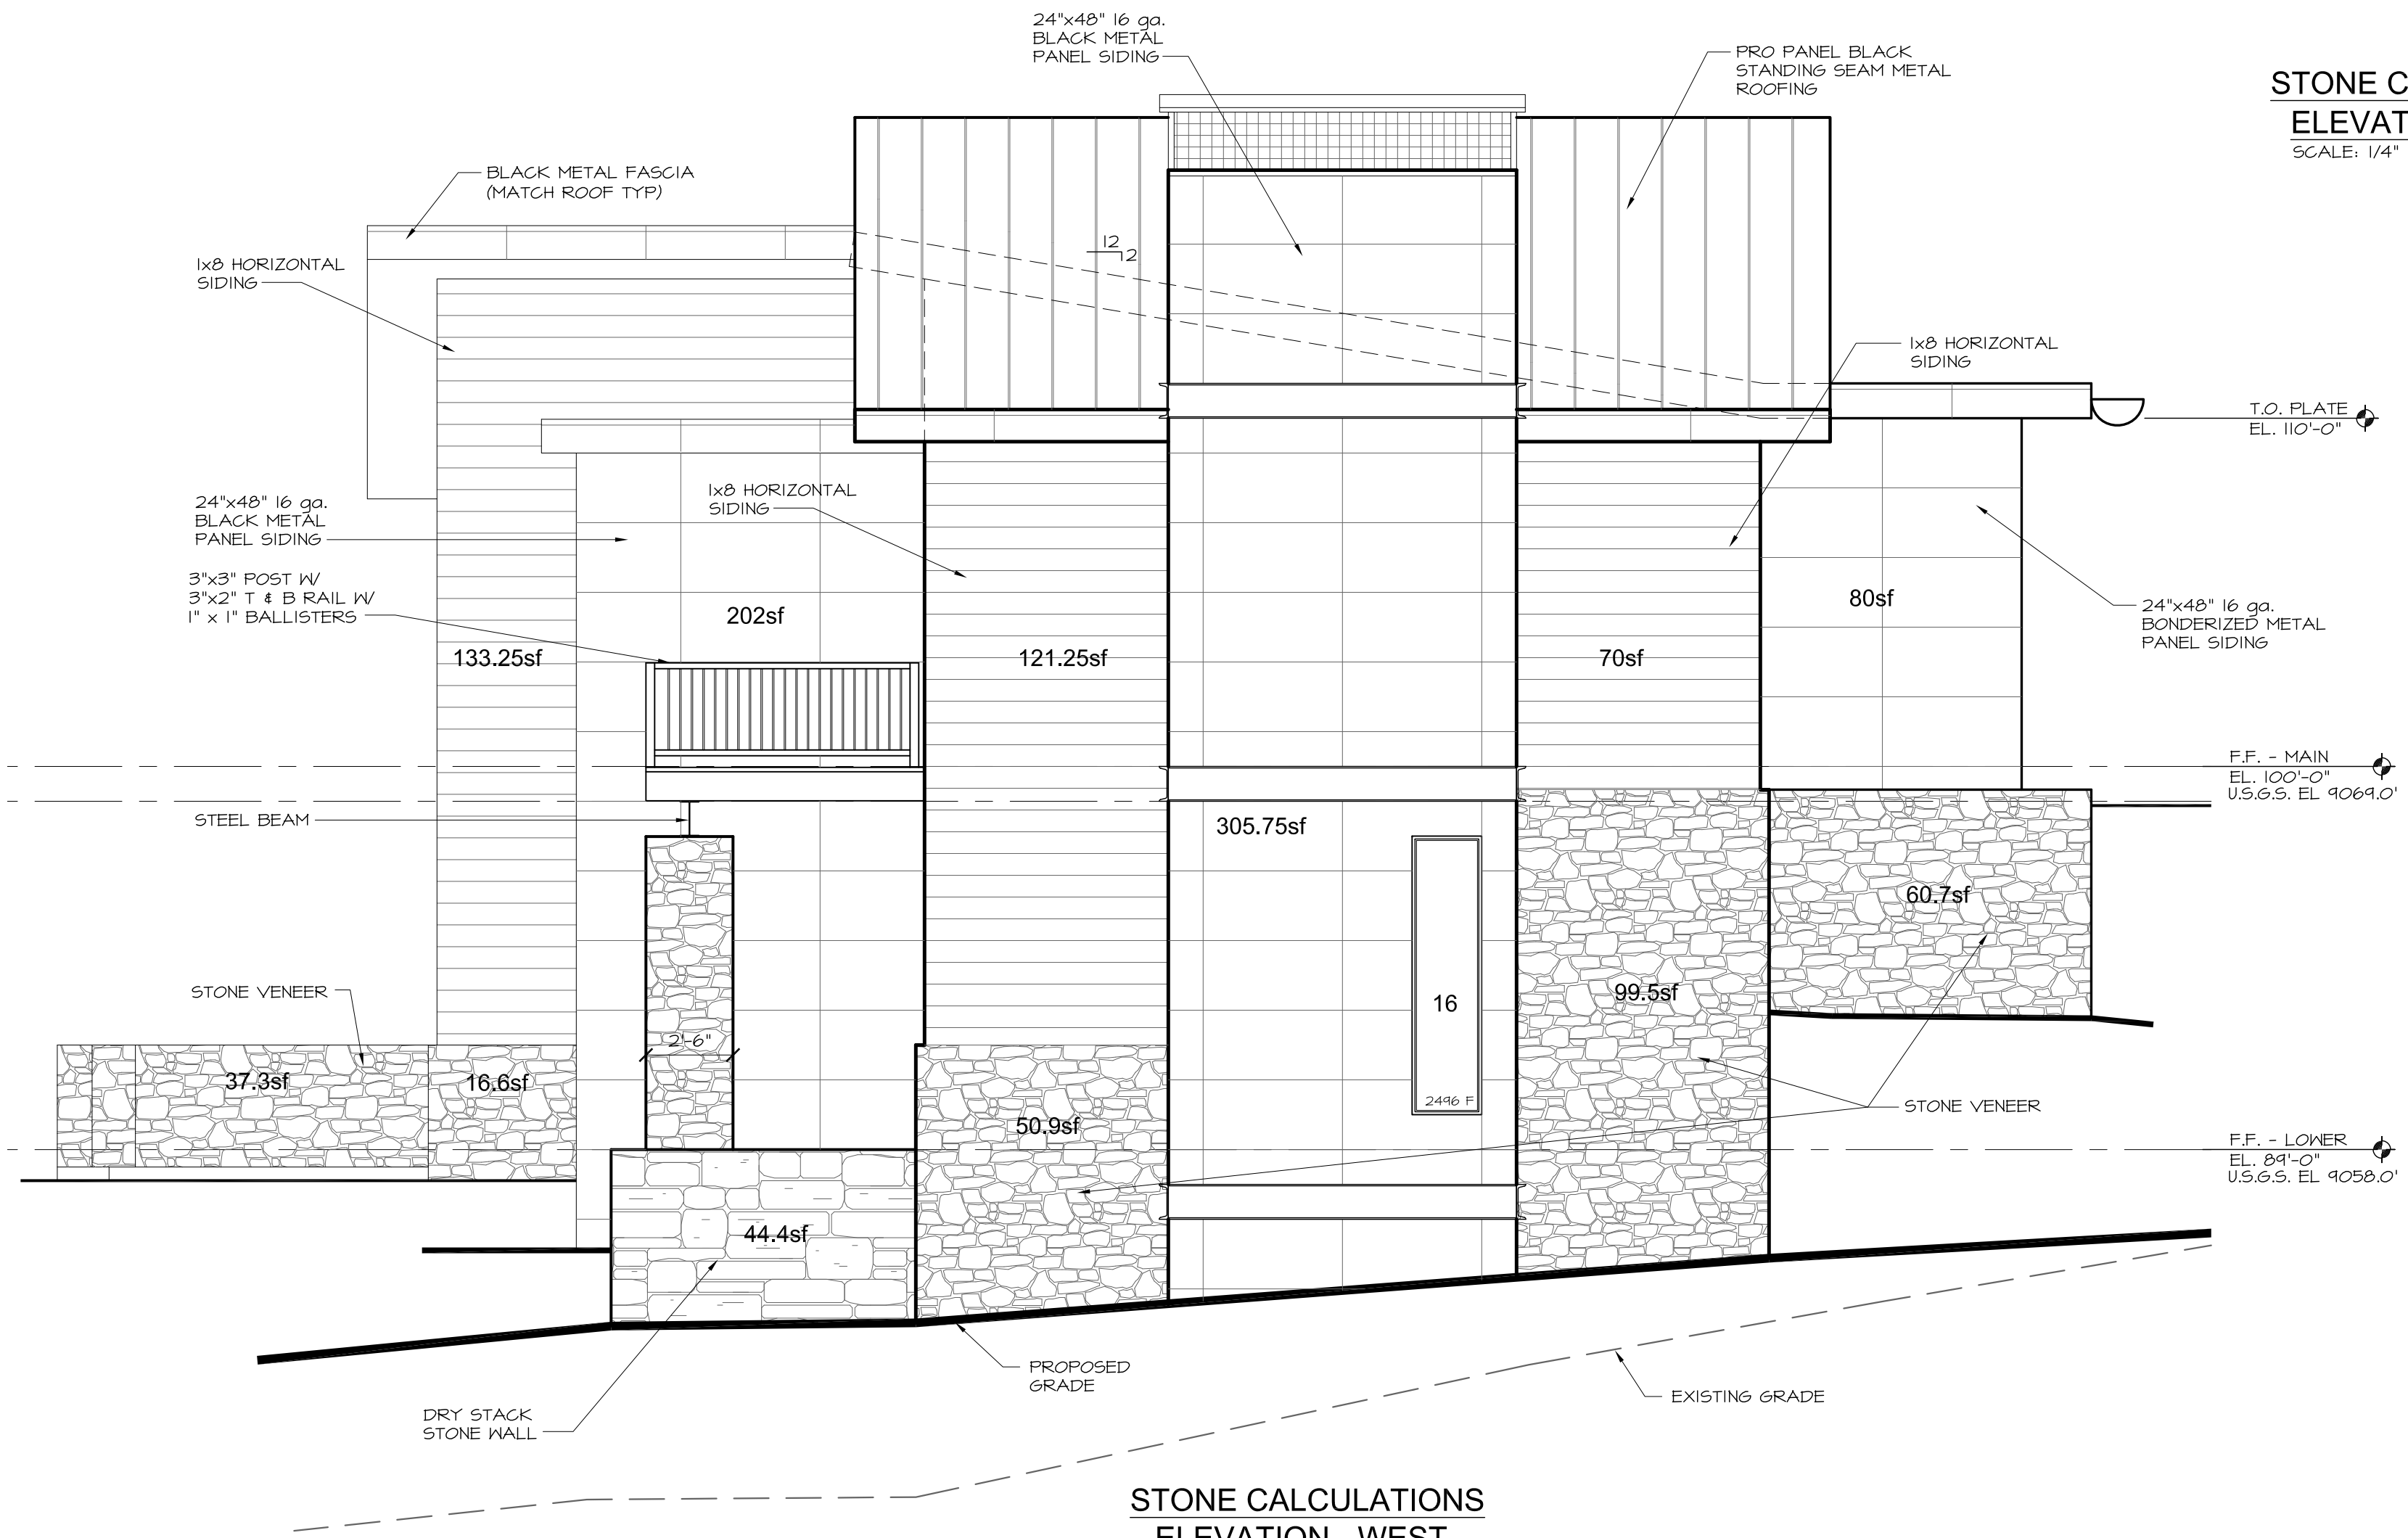 24"x48" 16 ga.
BLACK METAL
PANEL SIDING
PRO PANEL BLACK
STANDING SEAM METAL
ROOFING
STONE C
ELEVAT
SCALE: 1/4"
BLACK METAL FASCIA
(MATCH ROOF TYP)
12
2
1x8 HORIZONTAL
SIDING
1x8 HORIZONTAL
SIDING
T.O. PLATE
EL. 110'-0"
24"x48" 16 ga.
BLACK METAL
PANEL SIDING
1x8 HORIZONTAL
SIDING
3"x3" POST W/
3"x2" T & B RAIL W/
1" x 1" BALLISTERS
202sf
80sf
24"x48" 16 ga.
BONDERIZED METAL
PANEL SIDING
133.25sf
121.25sf
70sf
F.F. - MAIN
EL. 100'-0"
U.S.G.S. EL 9069.0'
STEEL BEAM
305.75sf
60.7sf
STONE VENEER
99.5sf
16
2'-6"
37.3sf
16.6sf
2496 F
50.9sf
STONE VENEER
F.F. - LOWER
EL. 89'-0"
U.S.G.S. EL 9058.0'
44.4sf
PROPOSED
GRADE
EXISTING GRADE
DRY STACK
STONE WALL
STONE CALCULATIONS
ELEVATION - WEST